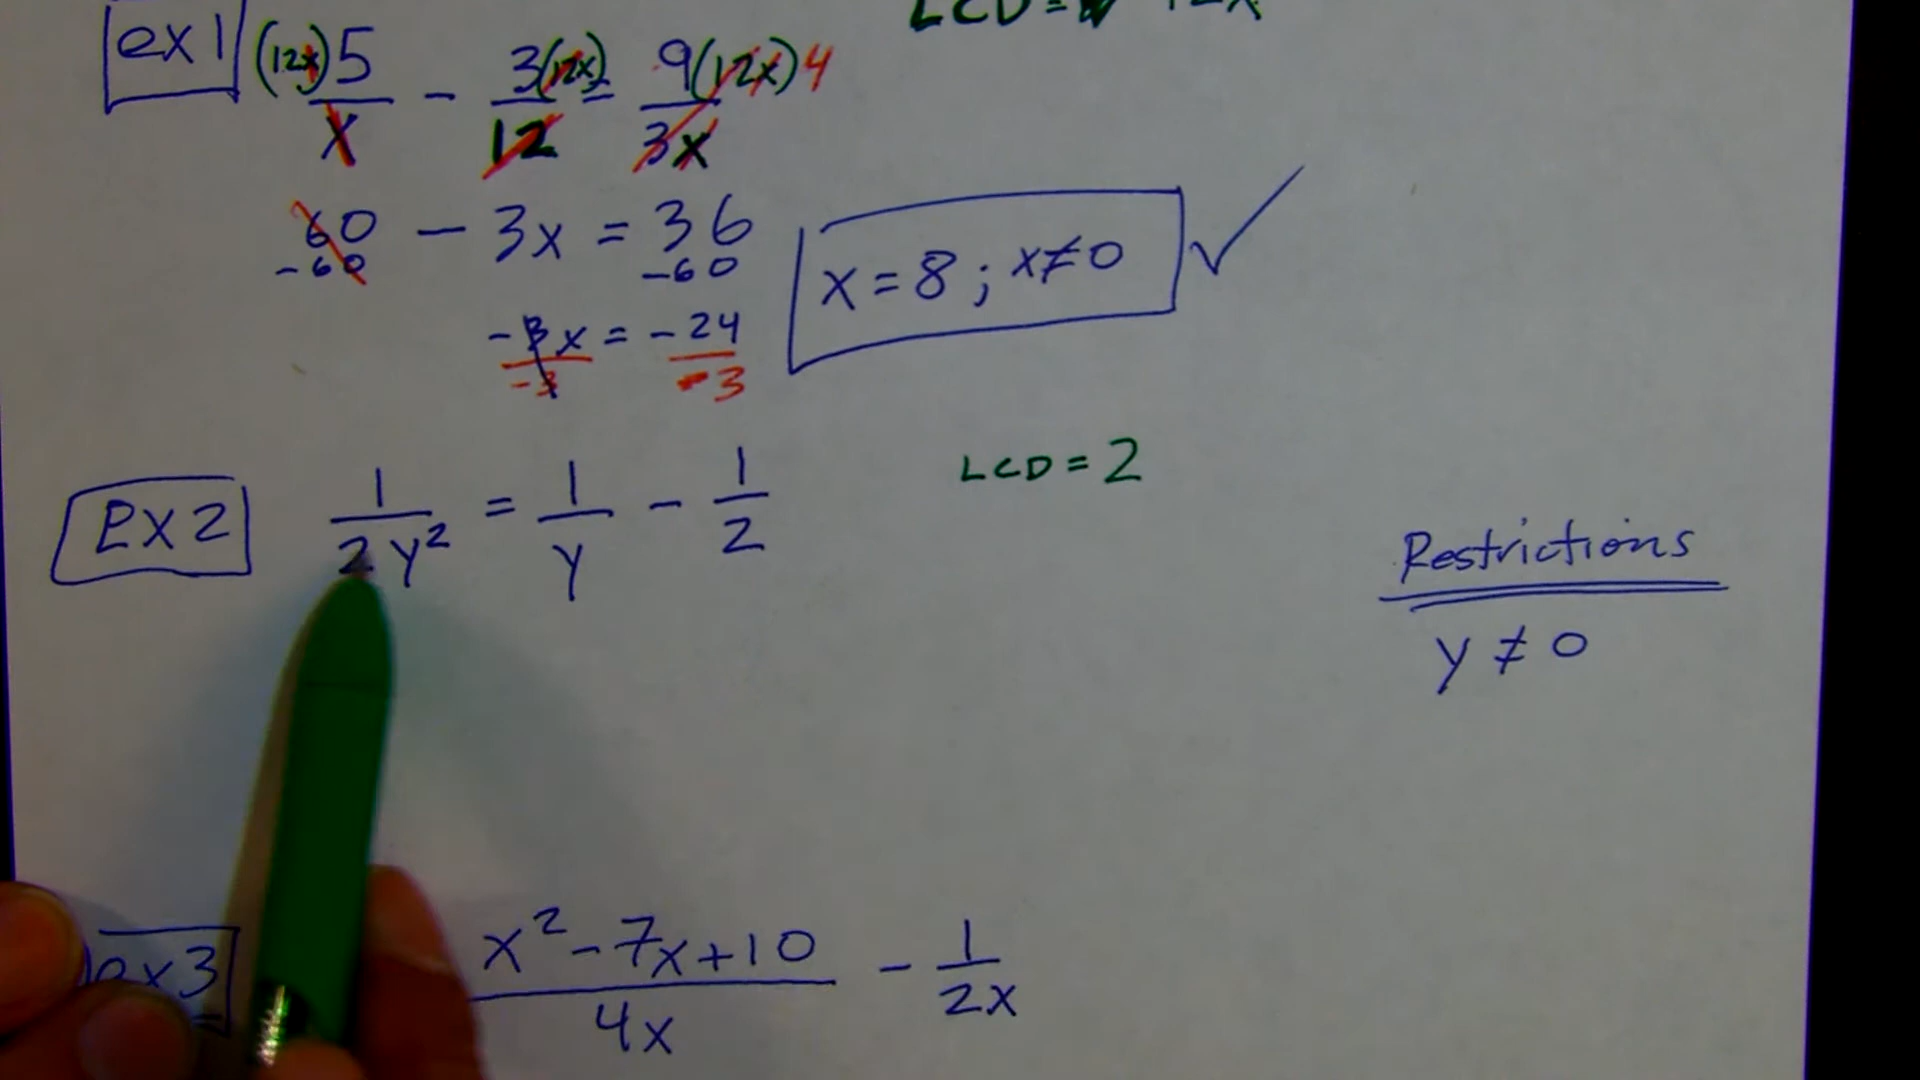 LCD = 12x
ex1 (12x)5/x - 3(12x)/12 = 9(12x)4/3x
60 - 3x = 36
-60 -60
-3x = -24
-3 -3
x = 8 ; x≠0 ✓
LCD = 2
Ex2 1/2y² = 1/y - 1/2
Restrictions
y ≠ 0
ex3 x² - 7x + 10/4x - 1/2x